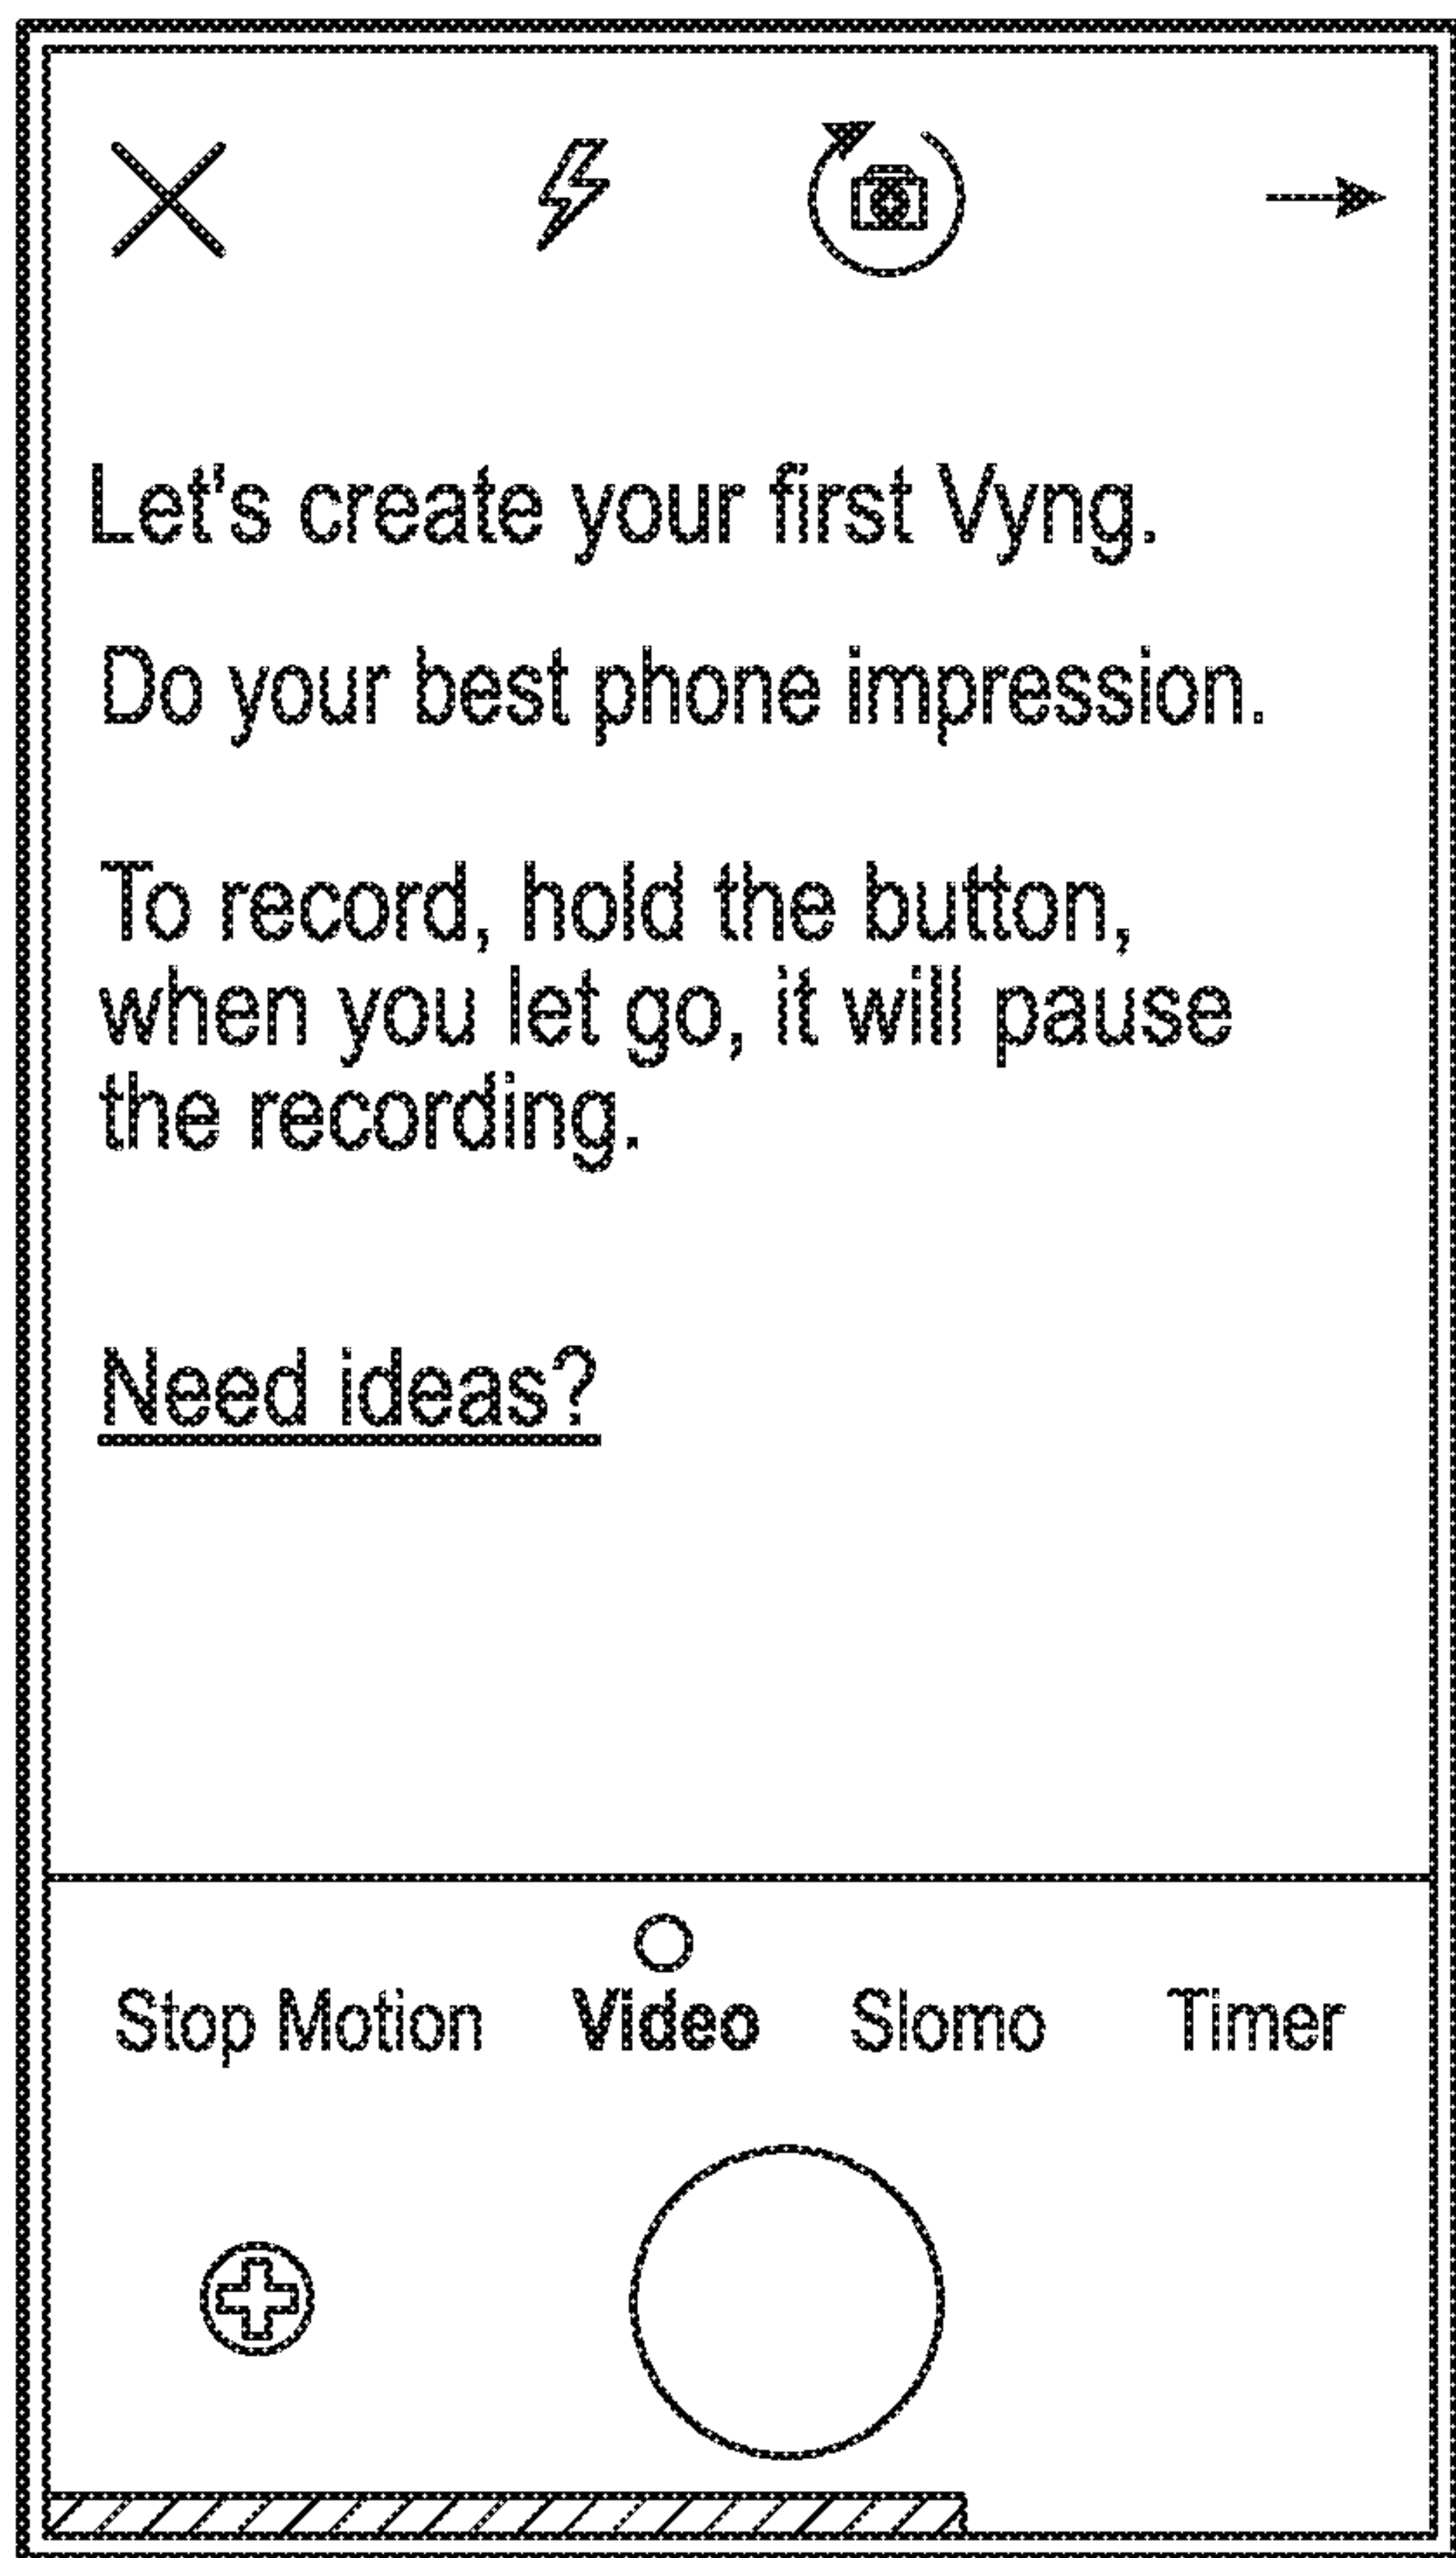 Let's create your first Vyng.
Do your best phone impression.
To record, hold the button,
when you let go, it will pause
the recording.
Need ideas?
Stop Motion Video Slomo Timer